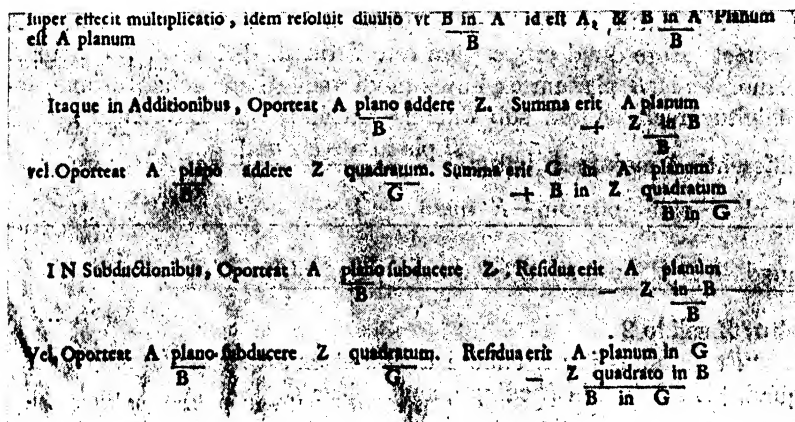 ſuper effecit multiplicatio, idem reſoluit diuiſio vt B in A id eſt A, & B in A Planum
B B
eſt A planum
Itaque in Additionibus, Oporteat A plano addere Z. Summa erit A planum
B + Z in B
B
vel Oporteat A plano addere Z quadratum. Summa erit G in A planum
B G + B in Z quadratum
B in G
IN Subductionibus, Oporteat A plano ſubducere Z, Reſidua erit A planum
B — Z in B
B
Vel, Oporteat A plano ſubducere Z quadratum. Reſidua erit A planum in G
B G — Z quadrato in B
B in G